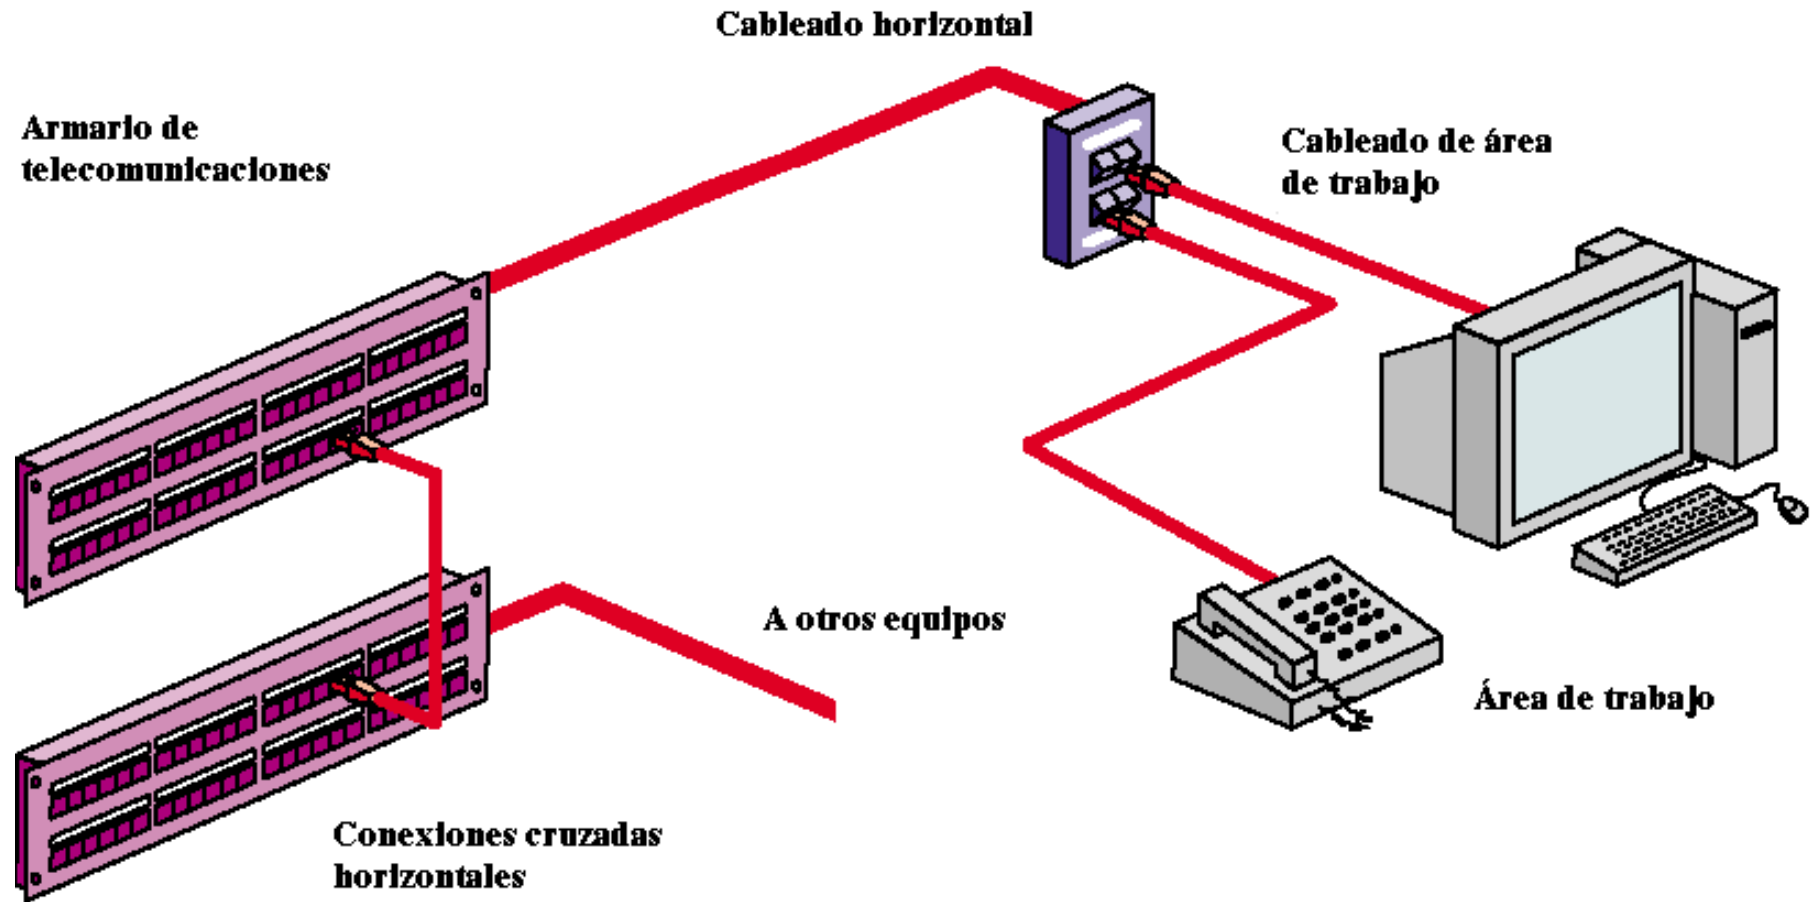 Cableado horizontal
Armario de
telecomunicaciones
Cableado de área
de trabajo
A otros equipos
Área de trabajo
Conexiones cruzadas
horizontales